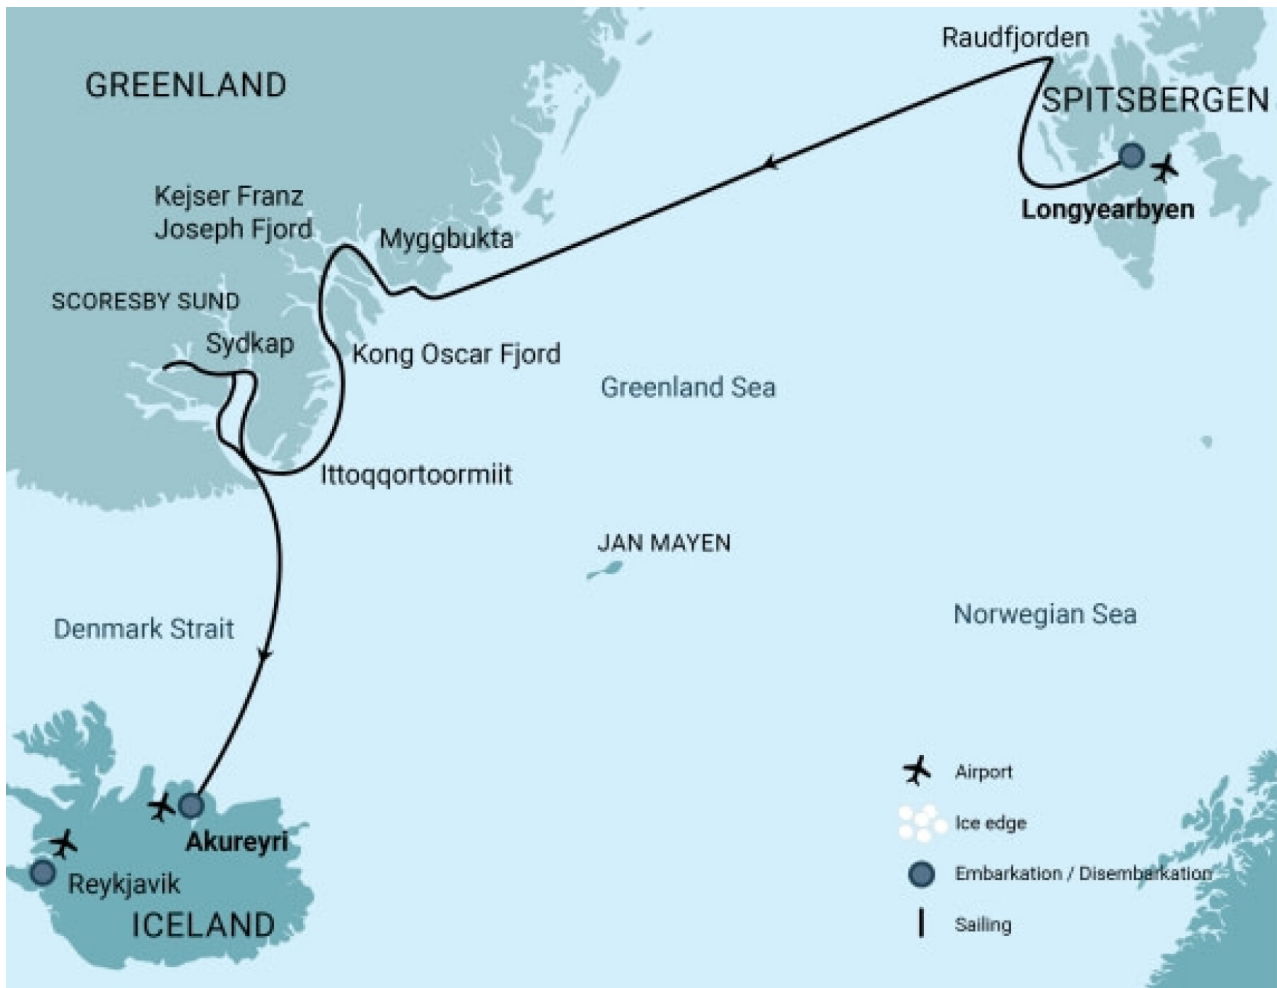 Raudfjorden
GREENLAND
SPITSBERGEN
Kejser Franz
Joseph Fjord
Longyearbyen
Myggbukta
SCORESBY SUND
Sydkap
Kong Oscar Fjord
Greenland Sea
Ittoqqortoormiit
JAN MAYEN
Norwegian Sea
Denmark Strait
Airport
Ice edge
Akureyri
Embarkation / Disembarkation
Reykjavik
ICELAND
Sailing